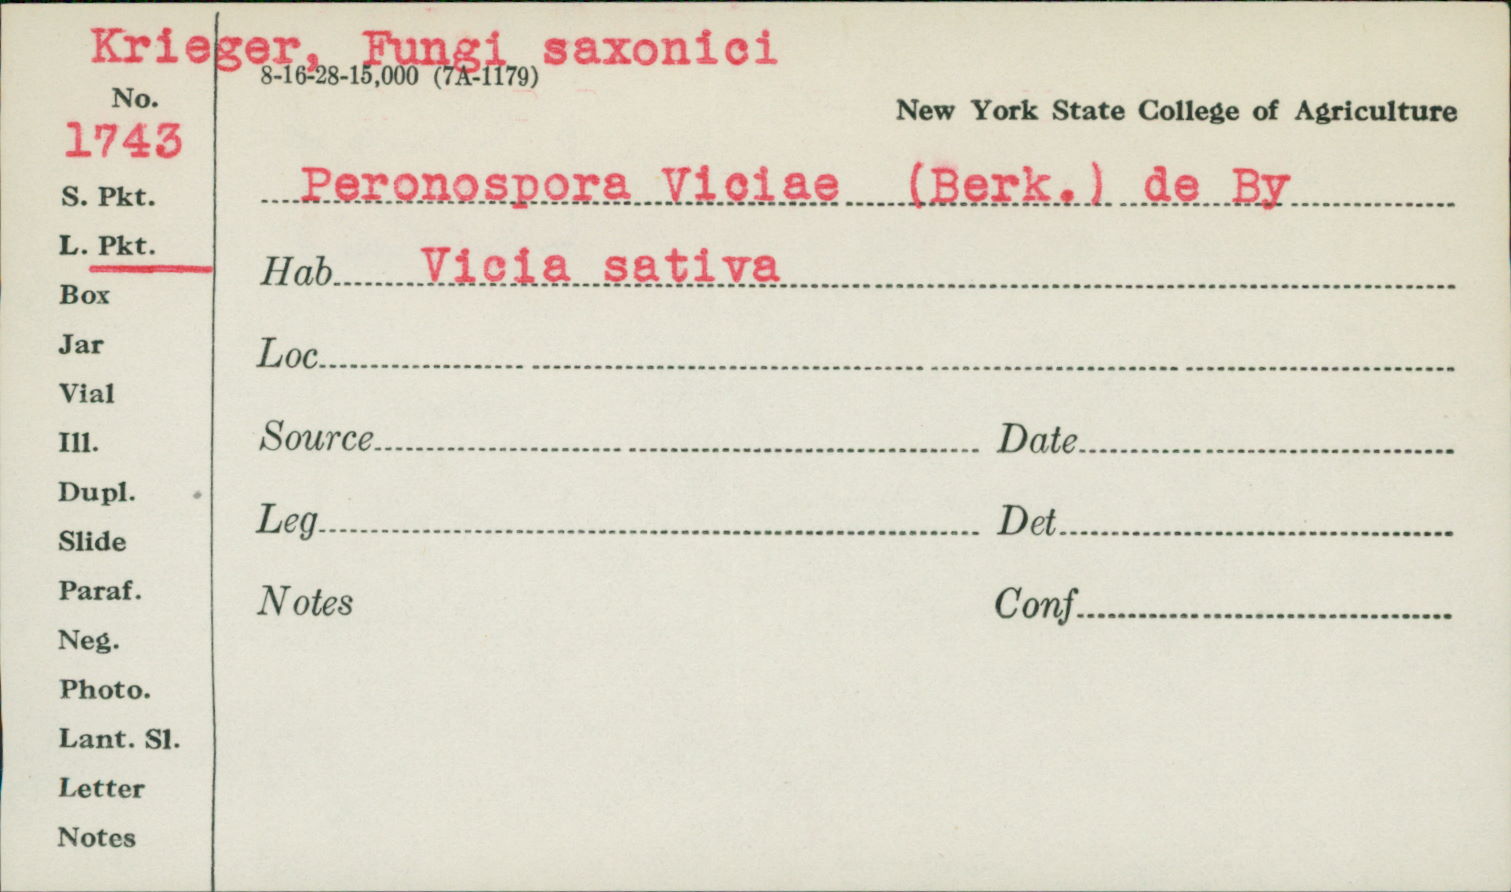 Krieger, Fungi saxonici
8-16-28-15,000 (7A-1179)
No.
New York State College of Agriculture
1743
Peronospora Viciae (Berk.) de By
S. Pkt.
L. Pkt.
Hab Vicia sativa
Box
Jar
Loc
Vial
Ill.
Source Date
Dupl.
Slide
Leg Det
Paraf.
Notes Conf
Neg.
Photo.
Lant. Sl.
Letter
Notes